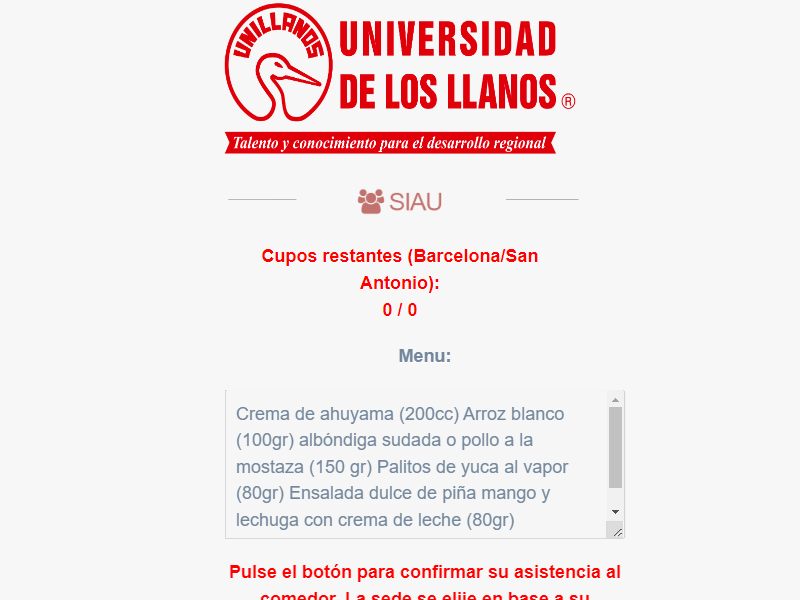 UNILLANOS
UNIVERSIDAD
DE LOS LLANOS ®
Talento y conocimiento para el desarrollo regional
SIAU
Cupos restantes (Barcelona/San
Antonio):
0 / 0
Menu:
Crema de ahuyama (200cc) Arroz blanco
(100gr) albóndiga sudada o pollo a la
mostaza (150 gr) Palitos de yuca al vapor
(80gr) Ensalada dulce de piña mango y
lechuga con crema de leche (80gr)
Pulse el botón para confirmar su asistencia al
comedor. La sede se elije en base a su